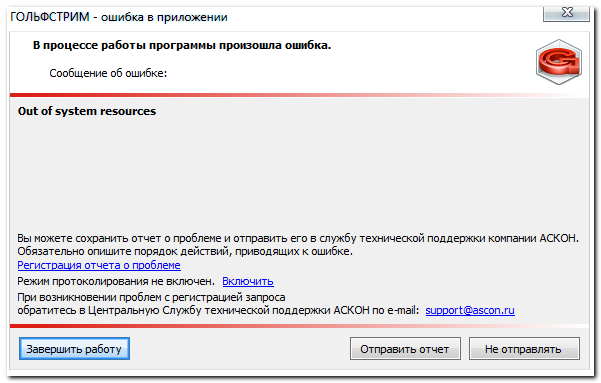 ГОЛЬФСТРИМ - ошибка в приложении
В процессе работы программы произошла ошибка.
Сообщение об ошибке:
Out of system resources
Вы можете сохранить отчет о проблеме и отправить его в службу технической поддержки компании АСКОН.
Обязательно опишите порядок действий, приводящих к ошибке.
Регистрация отчета о проблеме
Режим протоколирования не включен. Включить
При возникновении проблем с регистрацией запроса
обратитесь в Центральную Службу технической поддержки АСКОН по e-mail: support@ascon.ru
Завершить работу Отправить отчет Не отправлять